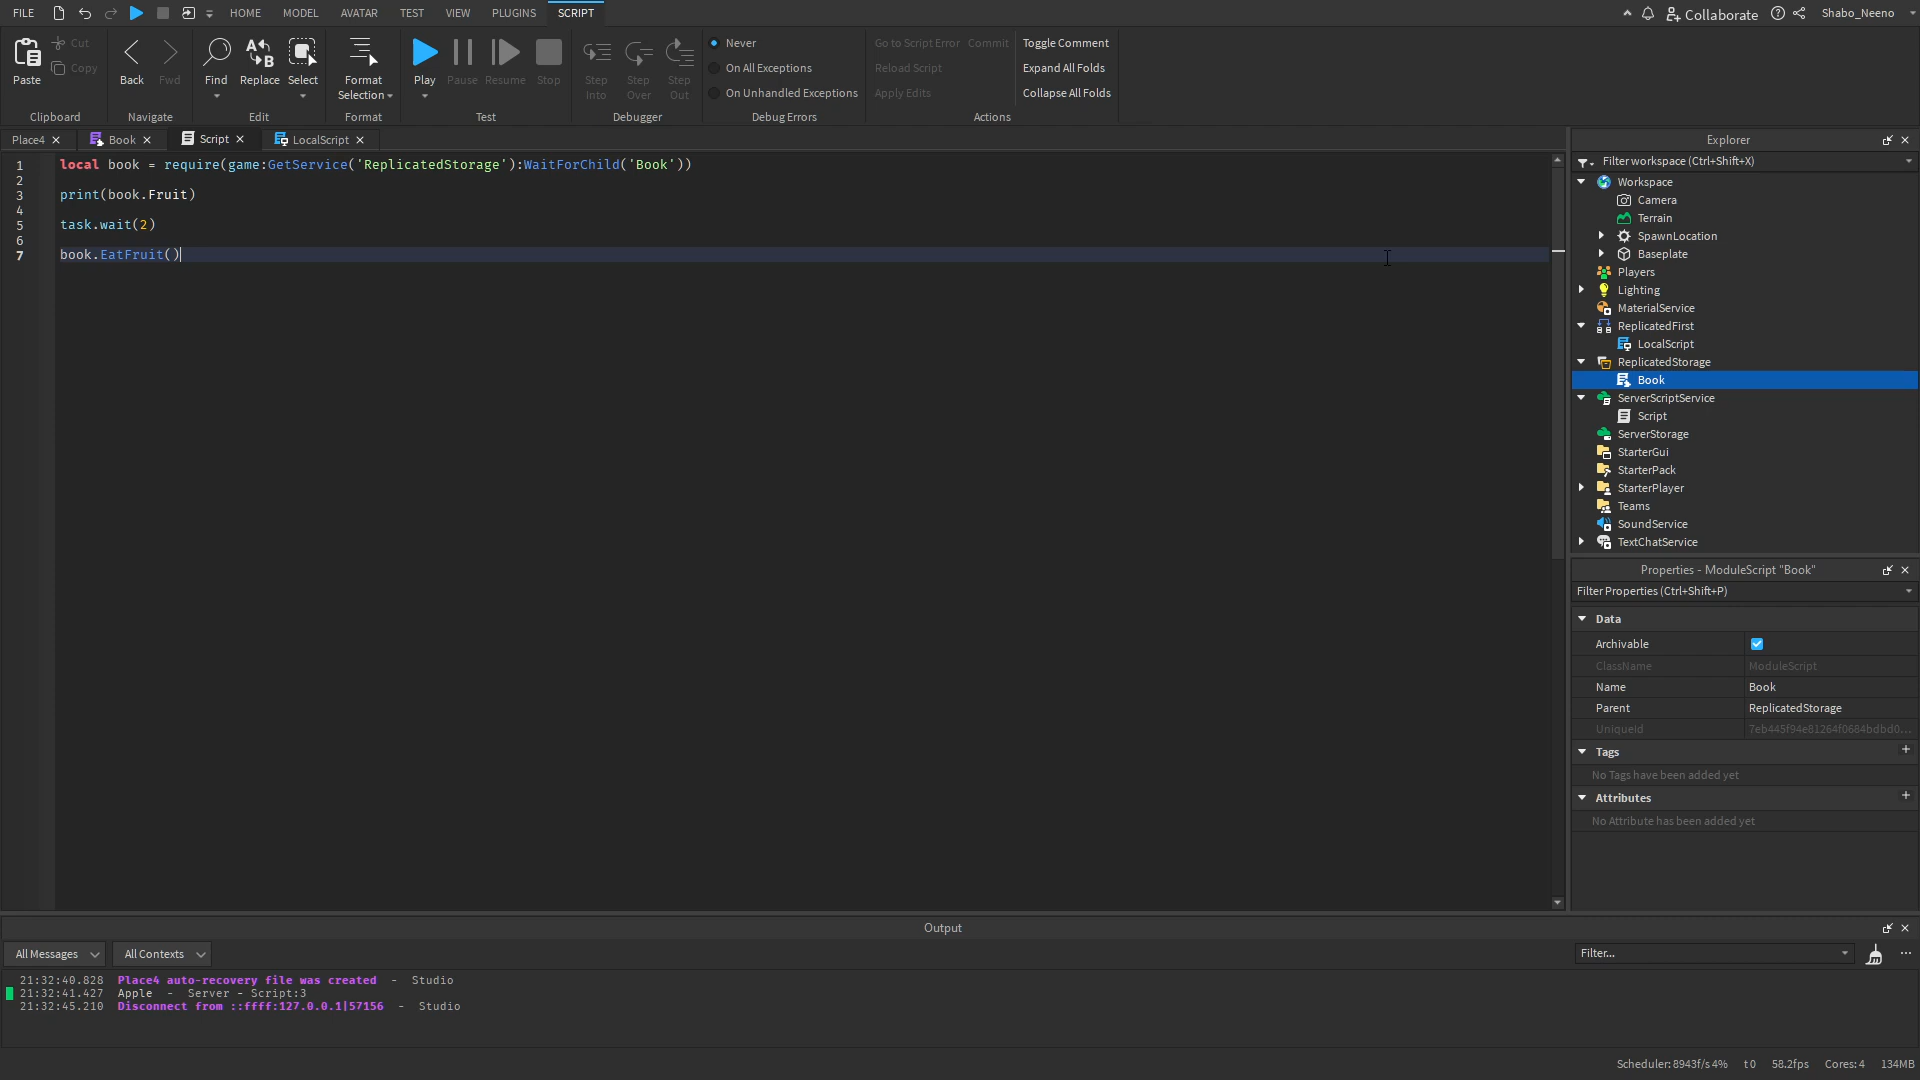 FILE HOME MODEL AVATAR TEST VIEW PLUGINS SCRIPT Collaborate Shabo_Neeno
Paste Cut Copy Back Fwd Find Replace Select Format Selection Play Pause Resume Stop Step Into Step Over Step Out
Never Go to Script Error Commit Toggle Comment
On All Exceptions Reload Script Expand All Folds
On Unhandled Exceptions Apply Edits Collapse All Folds
Clipboard Navigate Edit Format Test Debugger Debug Errors Actions
Place4 Book Script LocalScript
1 local book = require(game:GetService('ReplicatedStorage'):WaitForChild('Book'))
2
3 print(book.Fruit)
4
5 task.wait(2)
6
7 book.EatFruit()
Explorer
Filter workspace (Ctrl+Shift+X)
Workspace
Camera
Terrain
SpawnLocation
Baseplate
Players
Lighting
MaterialService
ReplicatedFirst
LocalScript
ReplicatedStorage
Book
ServerScriptService
Script
ServerStorage
StarterGui
StarterPack
StarterPlayer
Teams
SoundService
TextChatService
Properties - ModuleScript "Book"
Filter Properties (Ctrl+Shift+P)
Data
Archivable
ClassName ModuleScript
Name Book
Parent ReplicatedStorage
UniqueId 7eb445f94e81264f0684bdbd0...
Tags +
No Tags have been added yet
Attributes +
No Attribute has been added yet
Output
All Messages All Contexts Filter...
21:32:40.828 Place4 auto-recovery file was created - Studio
21:32:41.427 Apple - Server - Script:3
21:32:45.210 Disconnect from ::ffff:127.0.0.1|57156 - Studio
Scheduler: 8943f/s 4% t 0 58.2fps Cores: 4 134MB